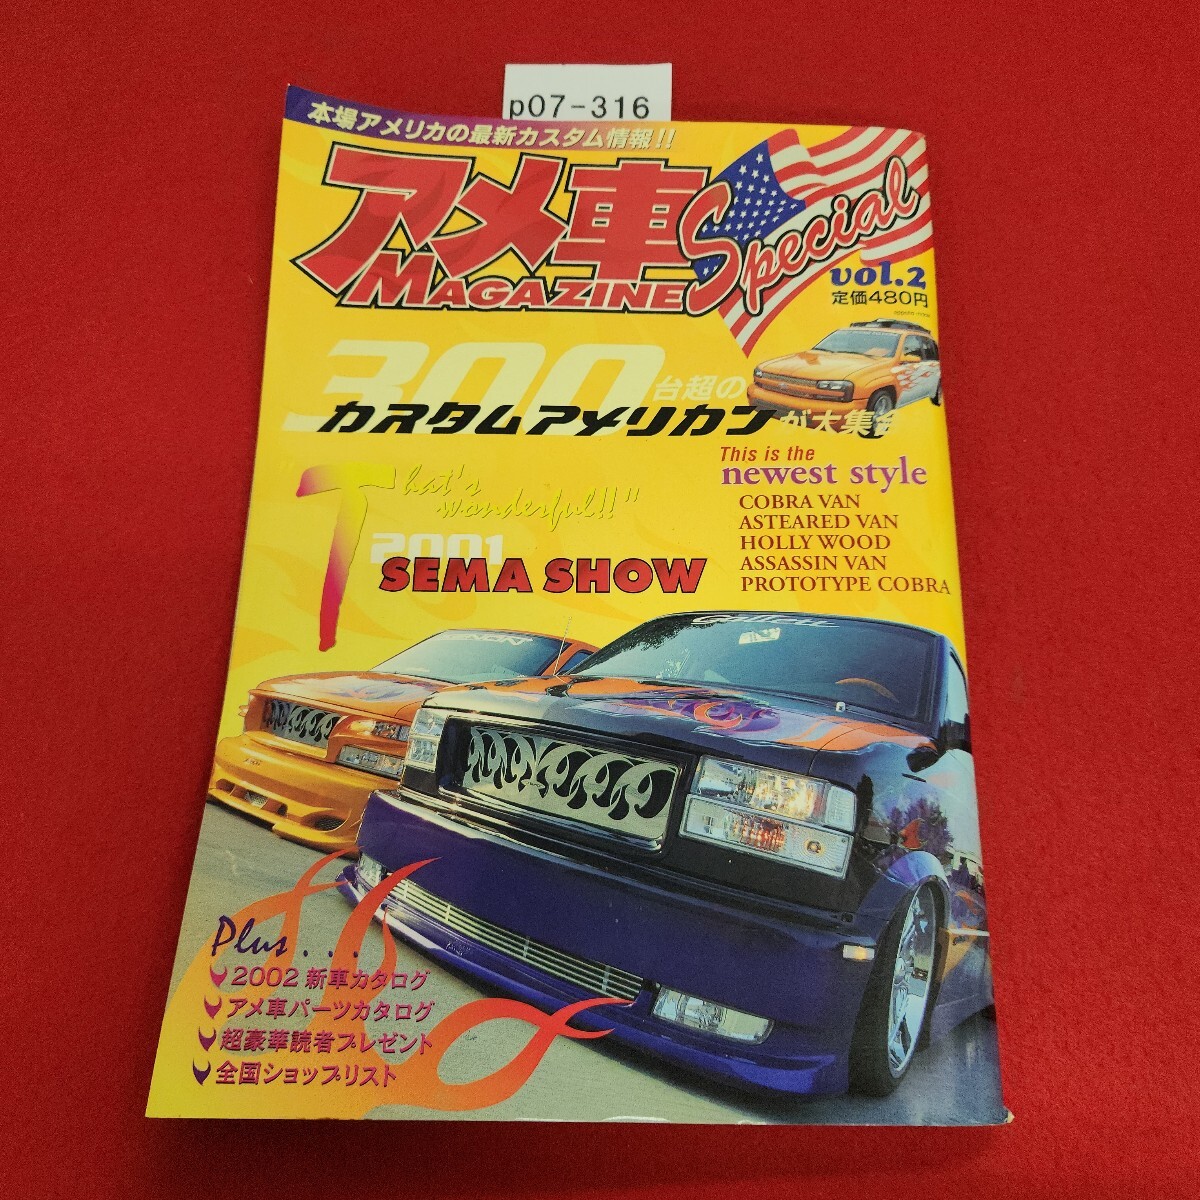 p07-316
本場アメリカの最新カスタム情報!!
アメ車
MAGAZINE
Special
vol.2
定価480円
300台超の
カスタムアメリカンが大集合
This is the
newest style
COBRA VAN
ASTEARED VAN
HOLLY WOOD
ASSASSIN VAN
PROTOTYPE COBRA
That's
wonderful!!"
2001
SEMA SHOW
XENON
Gullett
Plus...
2002 新車カタログ
アメ車パーツカタログ
超豪華読者プレゼント
全国ショップリスト